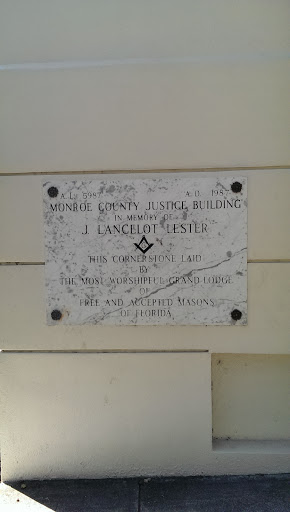 A.L. 5987 A.D. 1987
MONROE COUNTY JUSTICE BUILDING
IN MEMORY OF
J. LANCELOT LESTER
THIS CORNERSTONE LAID
BY
THE MOST WORSHIPFUL GRAND LODGE
OF
FREE AND ACCEPTED MASONS
OF FLORIDA